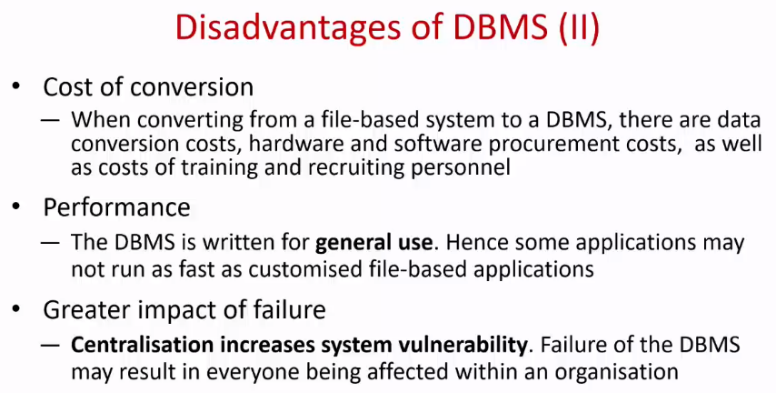 Disadvantages of DBMS (II)
• Cost of conversion
— When converting from a file-based system to a DBMS, there are data
conversion costs, hardware and software procurement costs, as well
as costs of training and recruiting personnel
• Performance
— The DBMS is written for general use. Hence some applications may
not run as fast as customised file-based applications
• Greater impact of failure
— Centralisation increases system vulnerability. Failure of the DBMS
may result in everyone being affected within an organisation